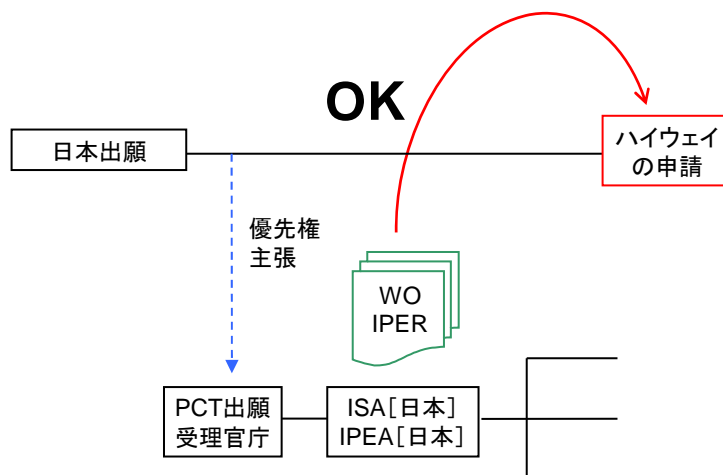 OK
日本出願
ハイウェイ
の申請
優先権
主張
WO
IPER
PCT出願
受理官庁
ISA［日本］
IPEA［日本］